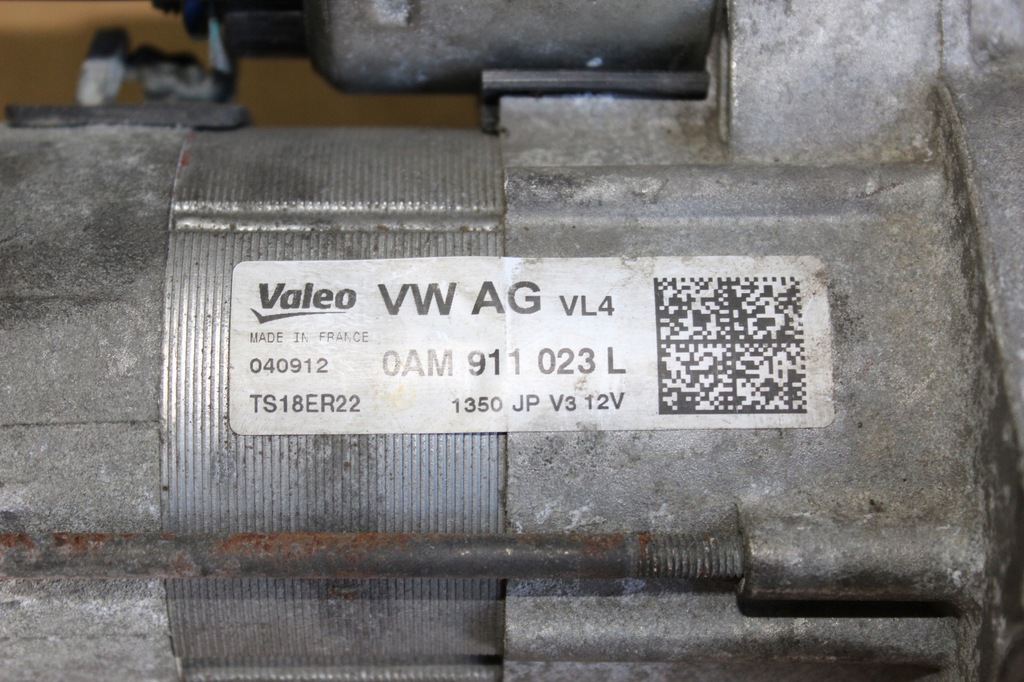 Valeo VW AG VL4
MADE IN FRANCE
040912 0AM 911 023 L
TS18ER22 1350 JP V3 12V